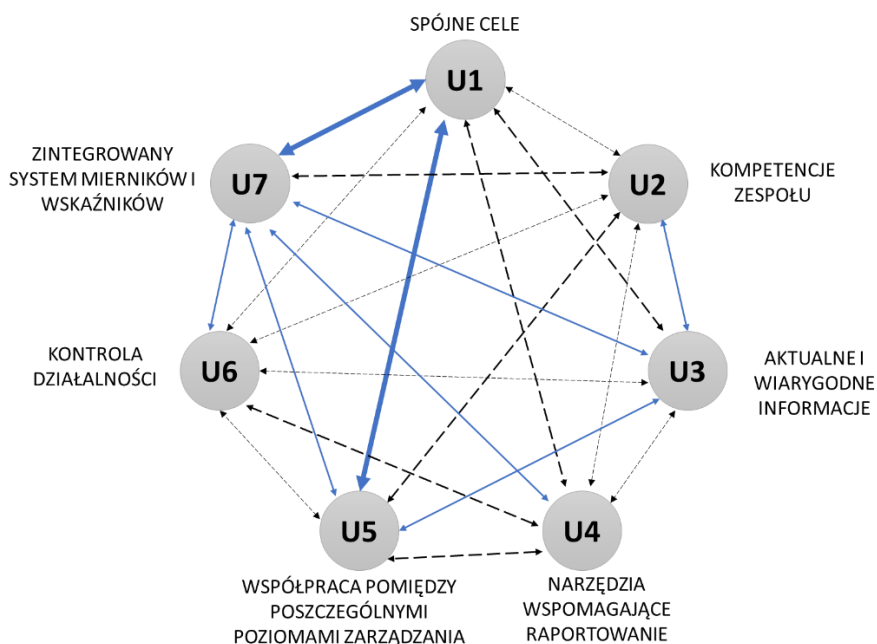 SPÓJNE CELE
U1
ZINTEGROWANY
SYSTEM MIERNIKÓW I
WSKAŹNIKÓW
U7
U2
KOMPETENCJE
ZESPOŁU
KONTROLA
DZIAŁALNOŚCI
U6
U3
AKTUALNE I
WIARYGODNE
INFORMACJE
U5
U4
WSPÓŁPRACA POMIĘDZY
POSZCZEGÓLNYMI
POZIOMAMI ZARZĄDZANIA
NARZĘDZIA
WSPOMAGAJĄCE
RAPORTOWANIE